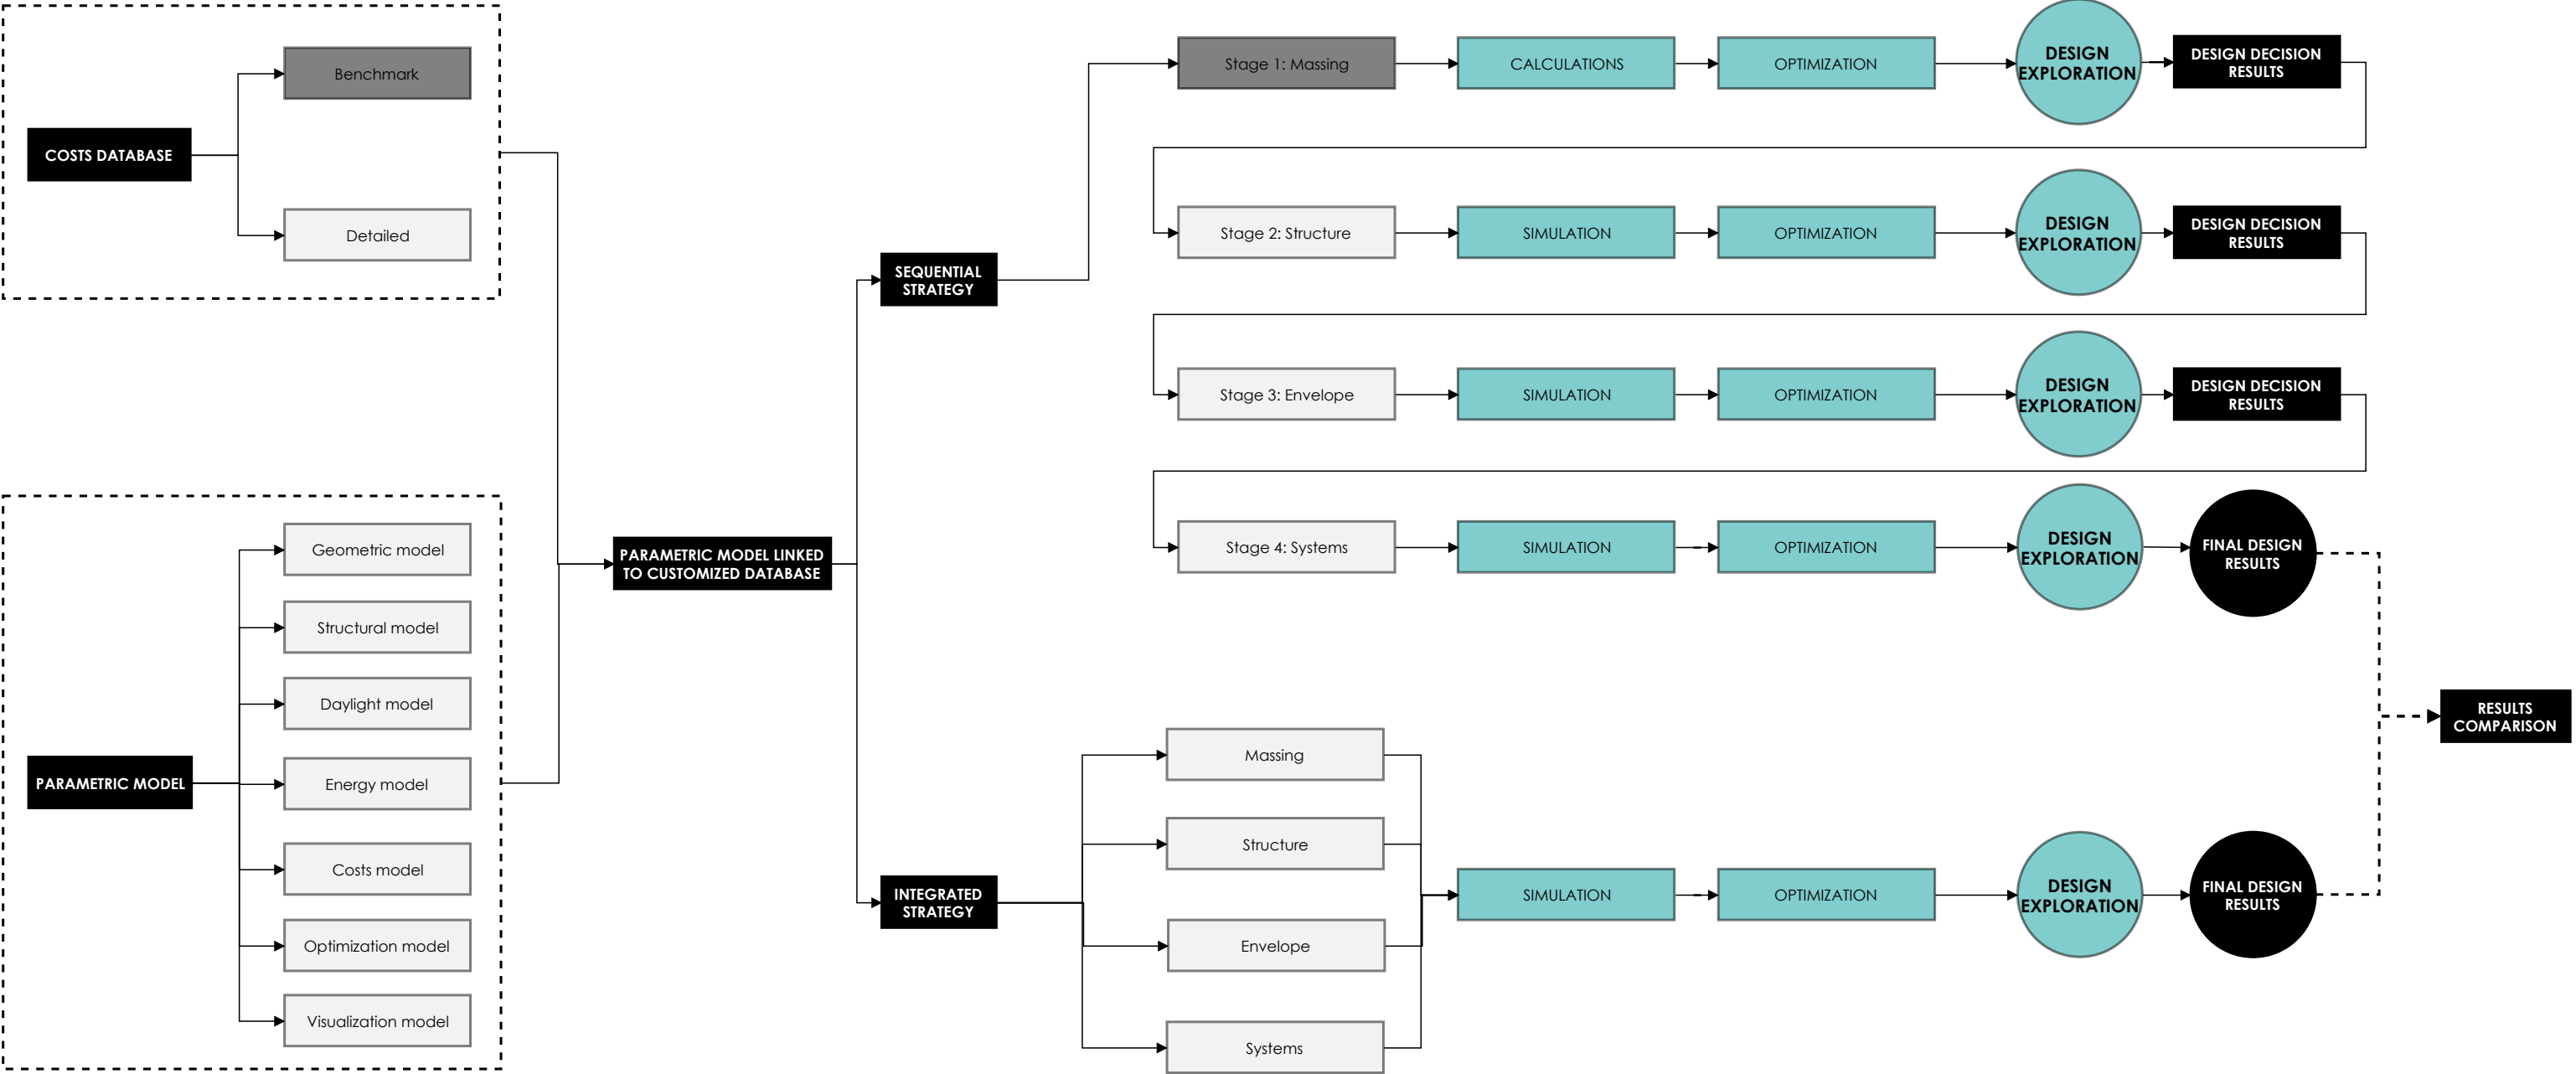 COSTS DATABASE
Benchmark
Detailed
PARAMETRIC MODEL
Geometric model
Structural model
Daylight model
Energy model
Costs model
Optimization model
Visualization model
PARAMETRIC MODEL LINKED
TO CUSTOMIZED DATABASE
SEQUENTIAL
STRATEGY
Stage 1: Massing
CALCULATIONS
OPTIMIZATION
DESIGN
EXPLORATION
DESIGN DECISION
RESULTS
Stage 2: Structure
SIMULATION
OPTIMIZATION
DESIGN
EXPLORATION
DESIGN DECISION
RESULTS
Stage 3: Envelope
SIMULATION
OPTIMIZATION
DESIGN
EXPLORATION
DESIGN DECISION
RESULTS
Stage 4: Systems
SIMULATION
OPTIMIZATION
DESIGN
EXPLORATION
FINAL DESIGN
RESULTS
INTEGRATED
STRATEGY
Massing
Structure
Envelope
Systems
SIMULATION
OPTIMIZATION
DESIGN
EXPLORATION
FINAL DESIGN
RESULTS
RESULTS
COMPARISON